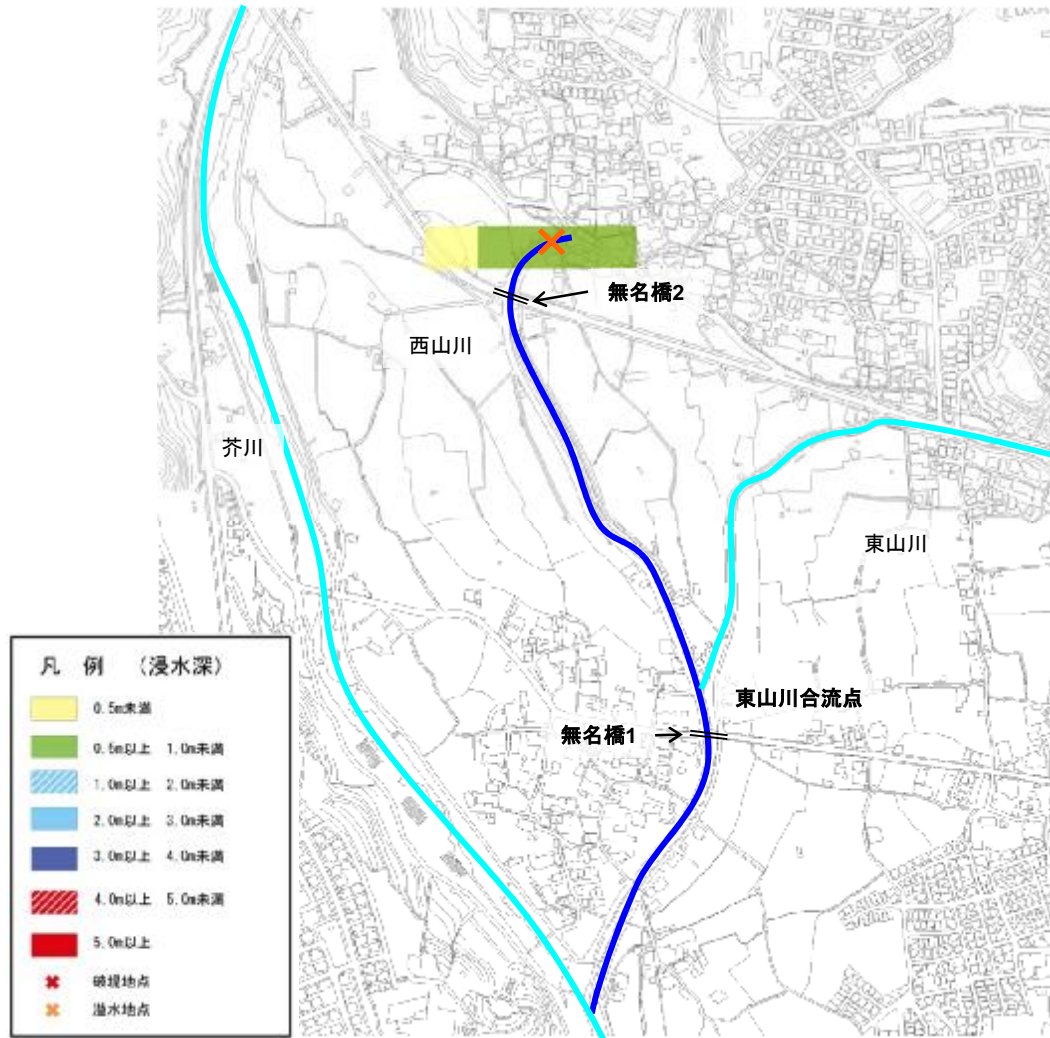 無名橋2
西山川
芥川
東山川
東山川合流点
無名橋1
凡 例 (浸水深)
0.5m未満
0.5m以上 1.0m未満
1.0m以上 2.0m未満
2.0m以上 3.0m未満
3.0m以上 4.0m未満
4.0m以上 5.0m未満
5.0m以上
破堤地点
溢水地点